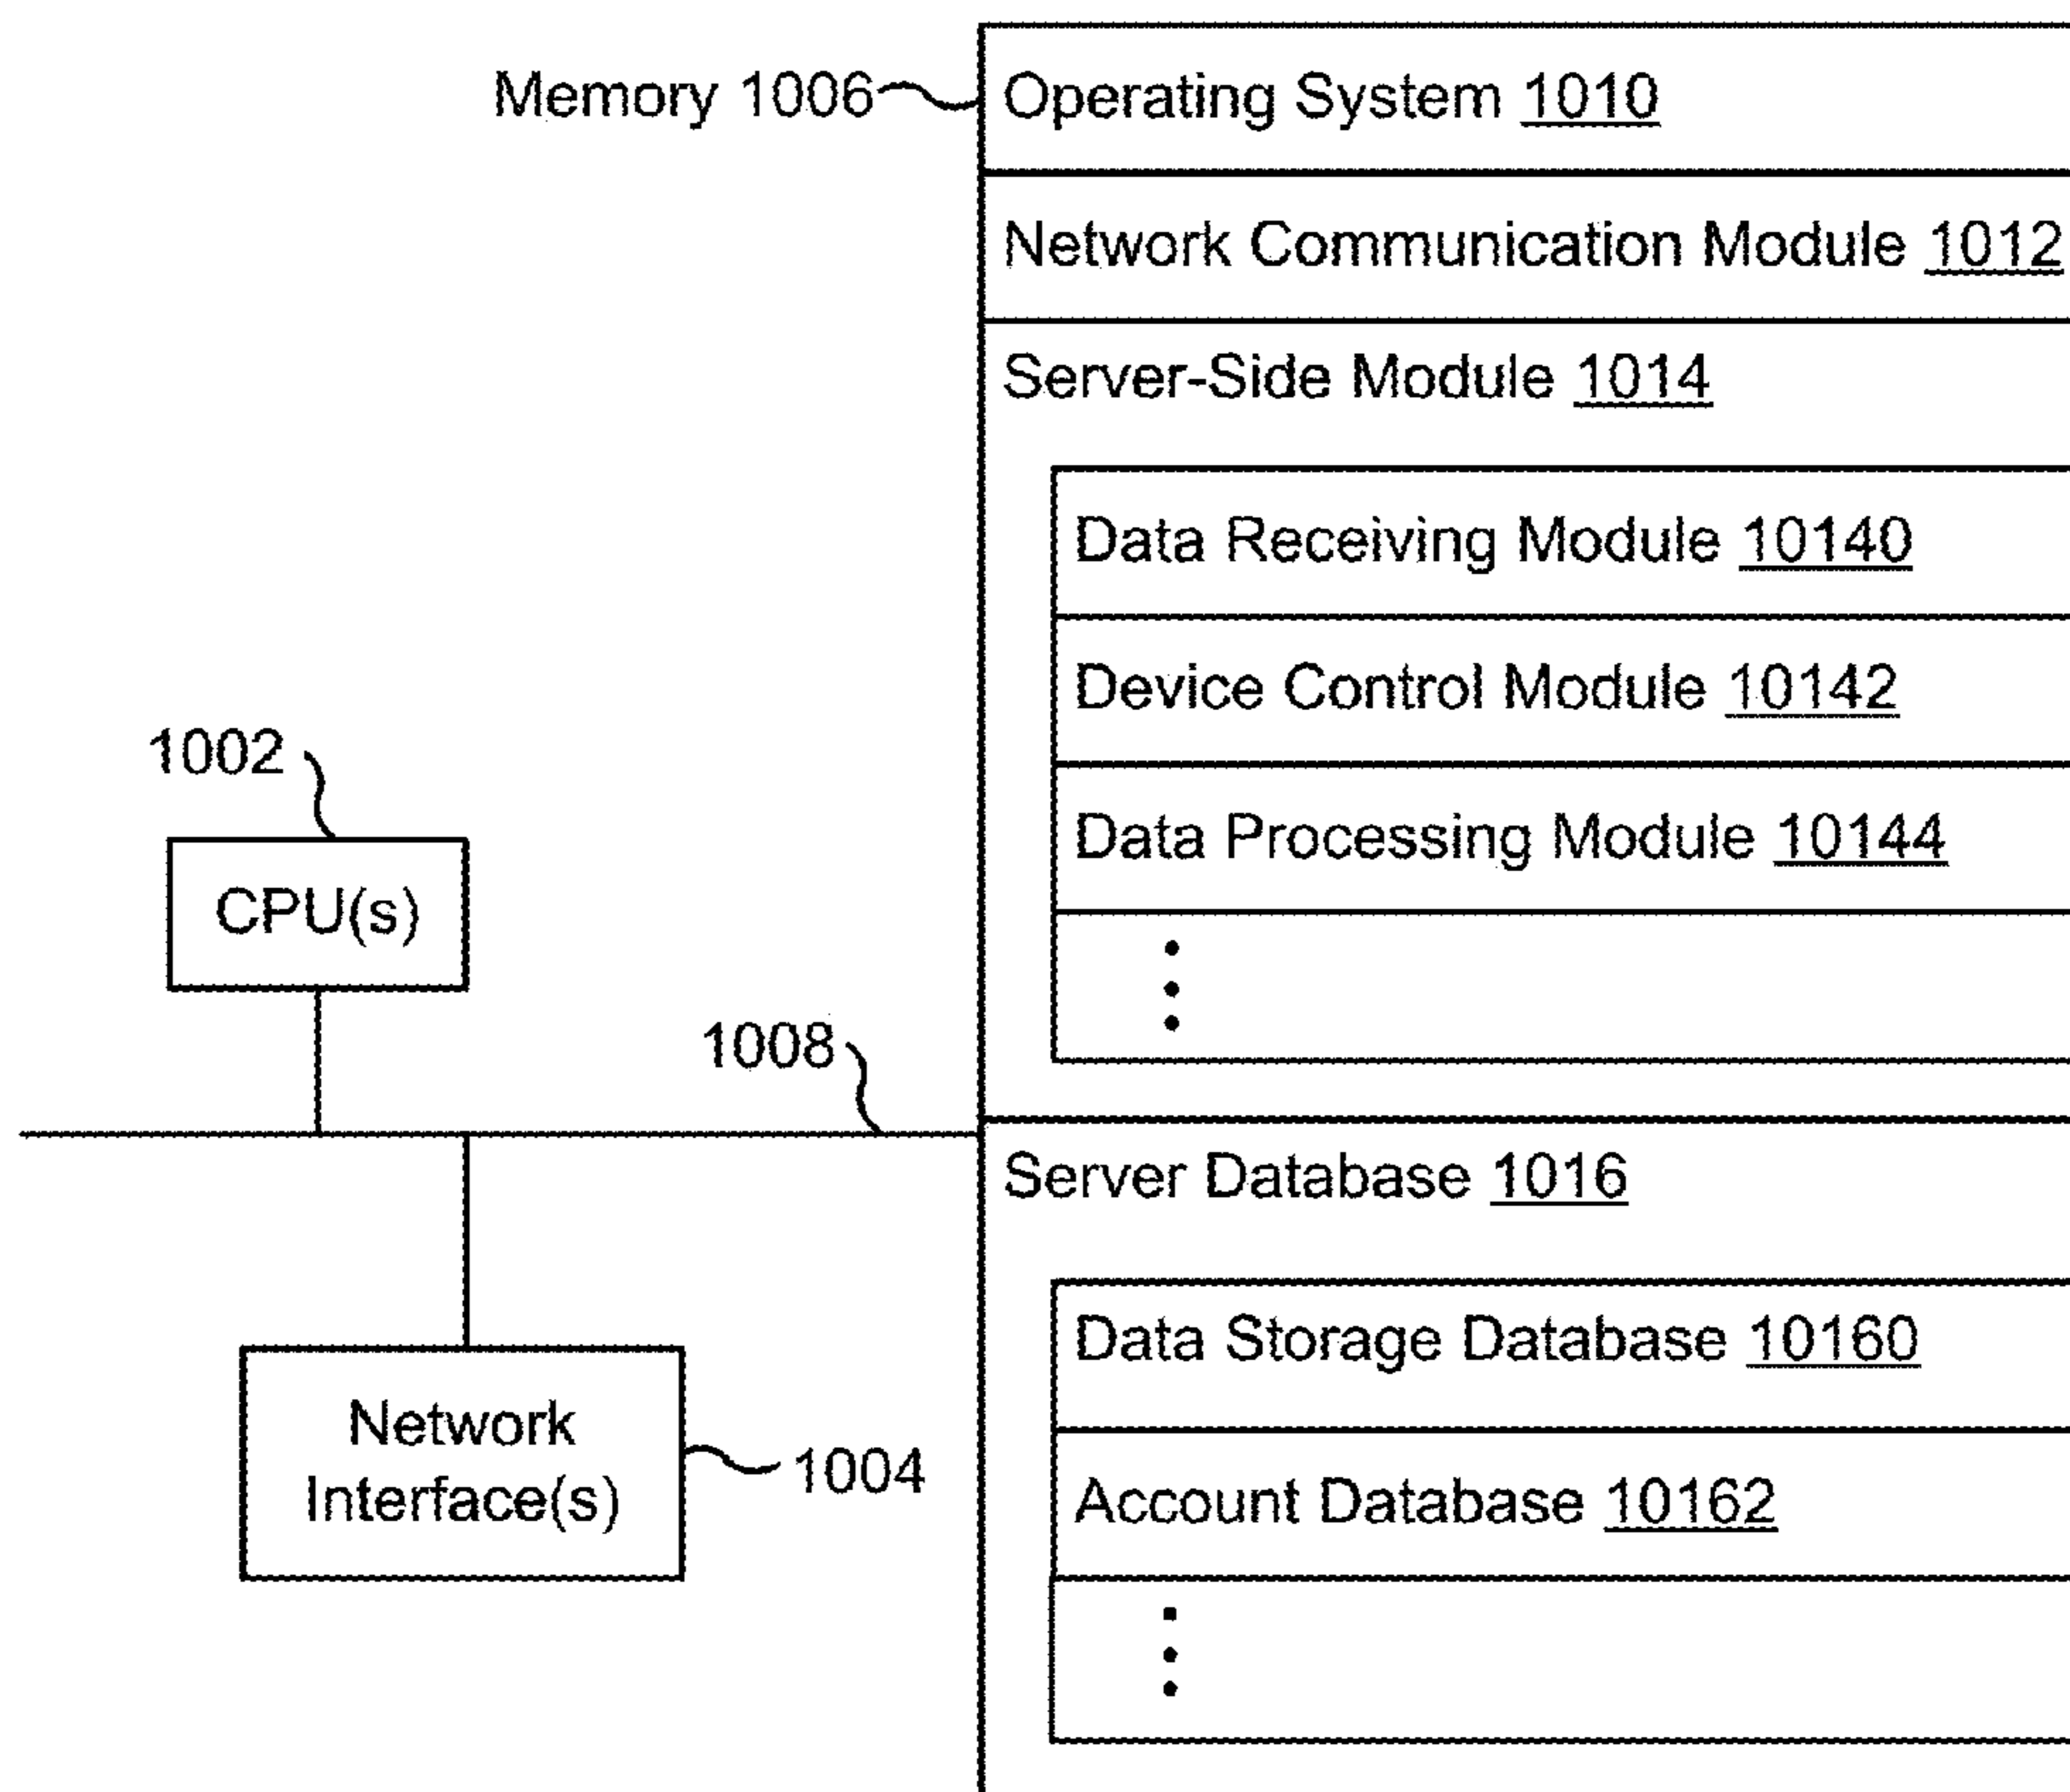 Memory 1006
Operating System 1010
Network Communication Module 1012
Server-Side Module 1014
Data Receiving Module 10140
Device Control Module 10142
Data Processing Module 10144
1002
CPU(s)
1008
Server Database 1016
Data Storage Database 10160
Account Database 10162
Network
Interface(s)
1004